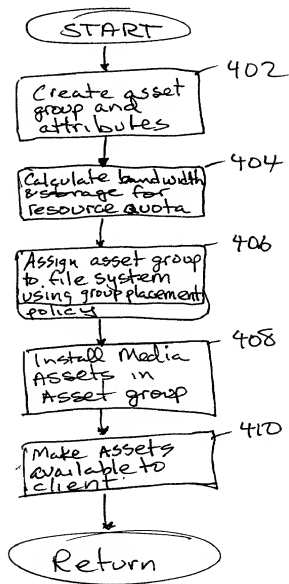 START
402
Create asset
group and
attributes
404
Calculate bandwidth
& storage for
resource quota
406
Assign asset group
to file system
using group placement
policy
408
Install Media
Assets in
Asset group
410
Make Assets
available to
client.
Return